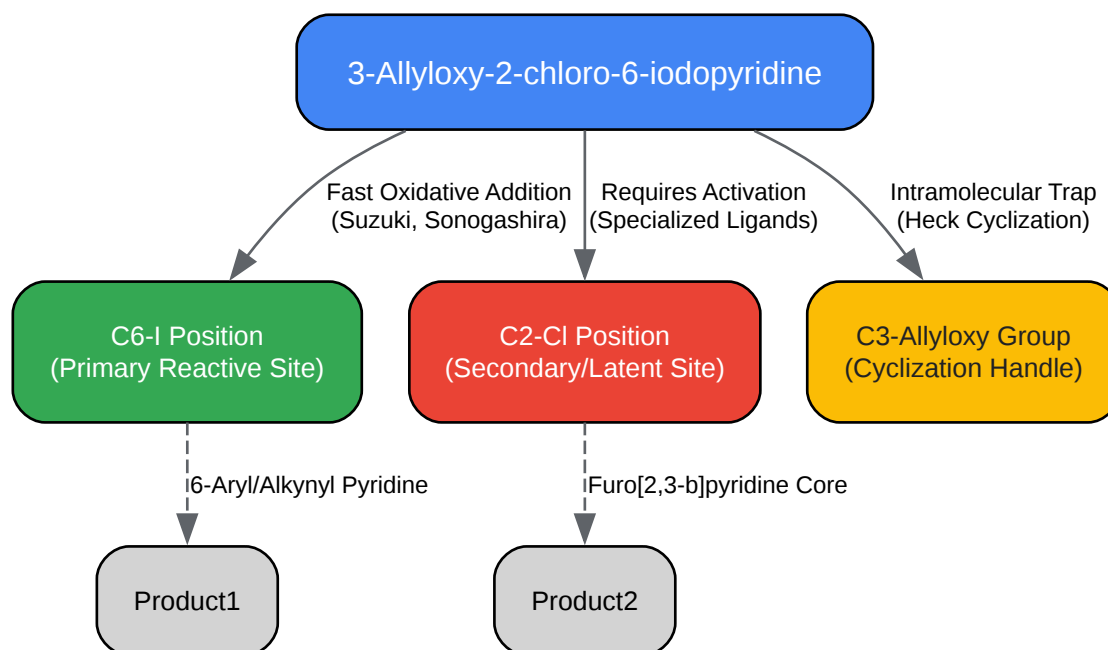 3-Allyloxy-2-chloro-6-iodopyridine
Fast Oxidative Addition
(Suzuki, Sonogashira)
Requires Activation
(Specialized Ligands)
Intramolecular Trap
(Heck Cyclization)
C6-I Position
(Primary Reactive Site)
C2-Cl Position
(Secondary/Latent Site)
C3-Allyloxy Group
(Cyclization Handle)
6-Aryl/Alkynyl Pyridine
Furo[2,3-b]pyridine Core
Product1
Product2